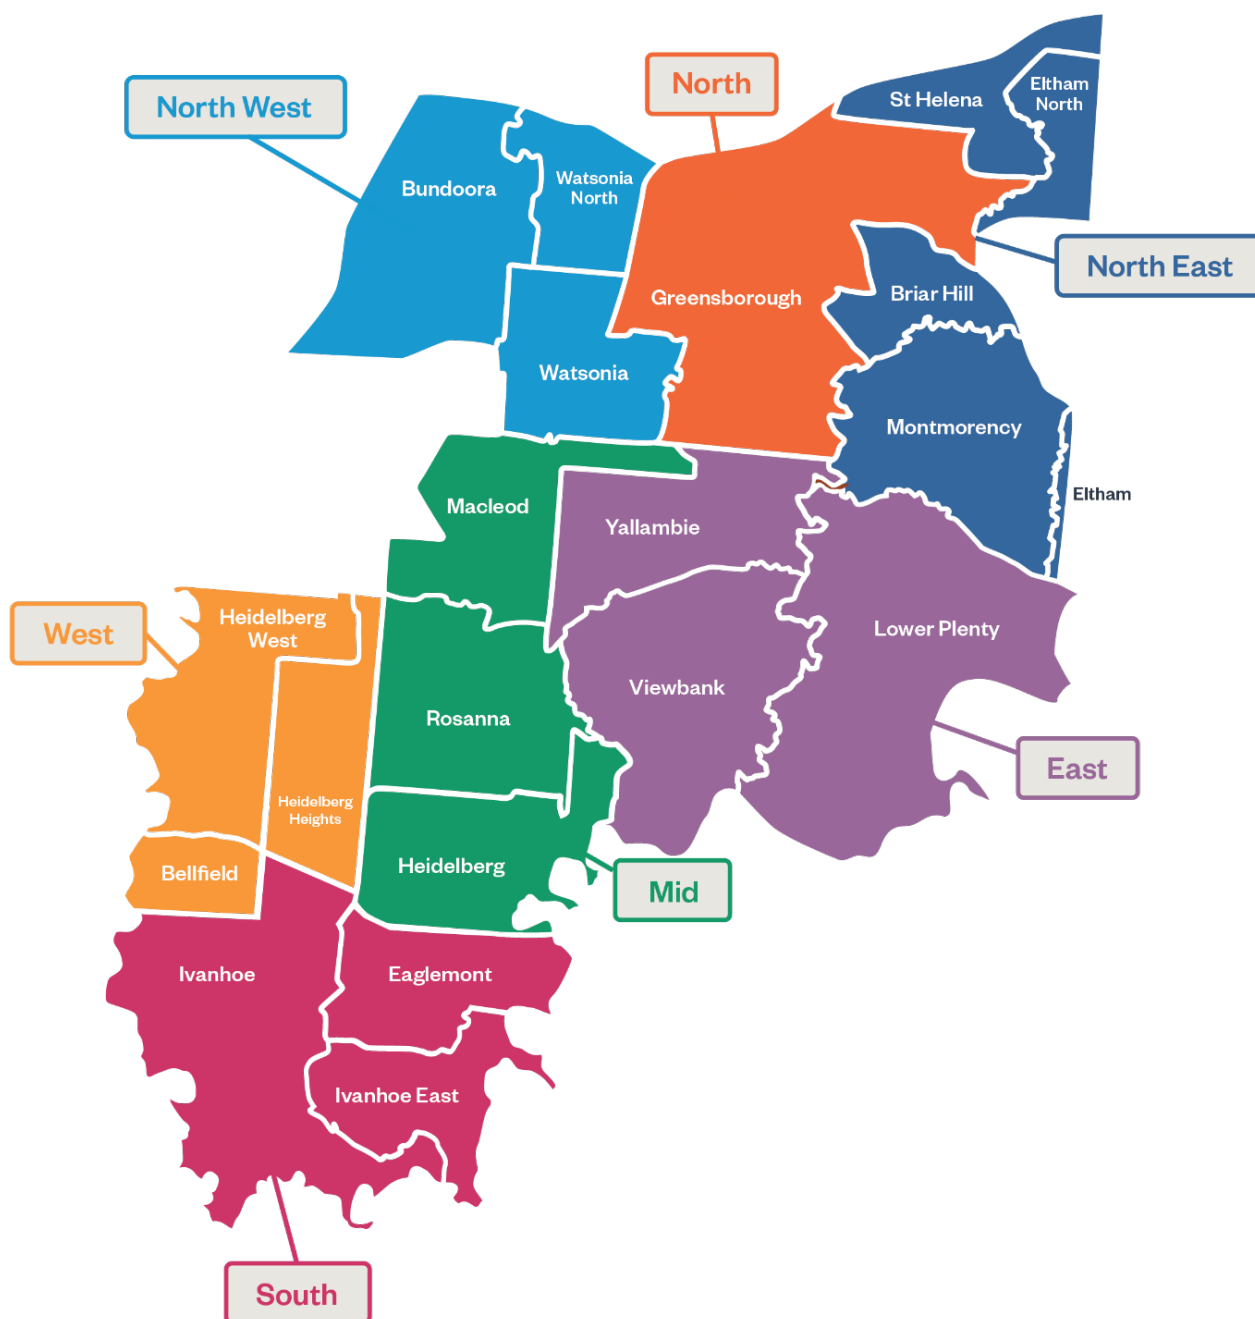 North
Eltham
North
St Helena
North West
Watsonia
North
Bundoora
North East
Briar Hill
Greensborough
Watsonia
Montmorency
Eltham
Macleod
Yallambie
Heidelberg
West
West
Lower Plenty
Viewbank
Rosanna
East
Heidelberg
Heights
Heidelberg
Bellfield
Mid
Ivanhoe
Eaglemont
Ivanhoe East
South